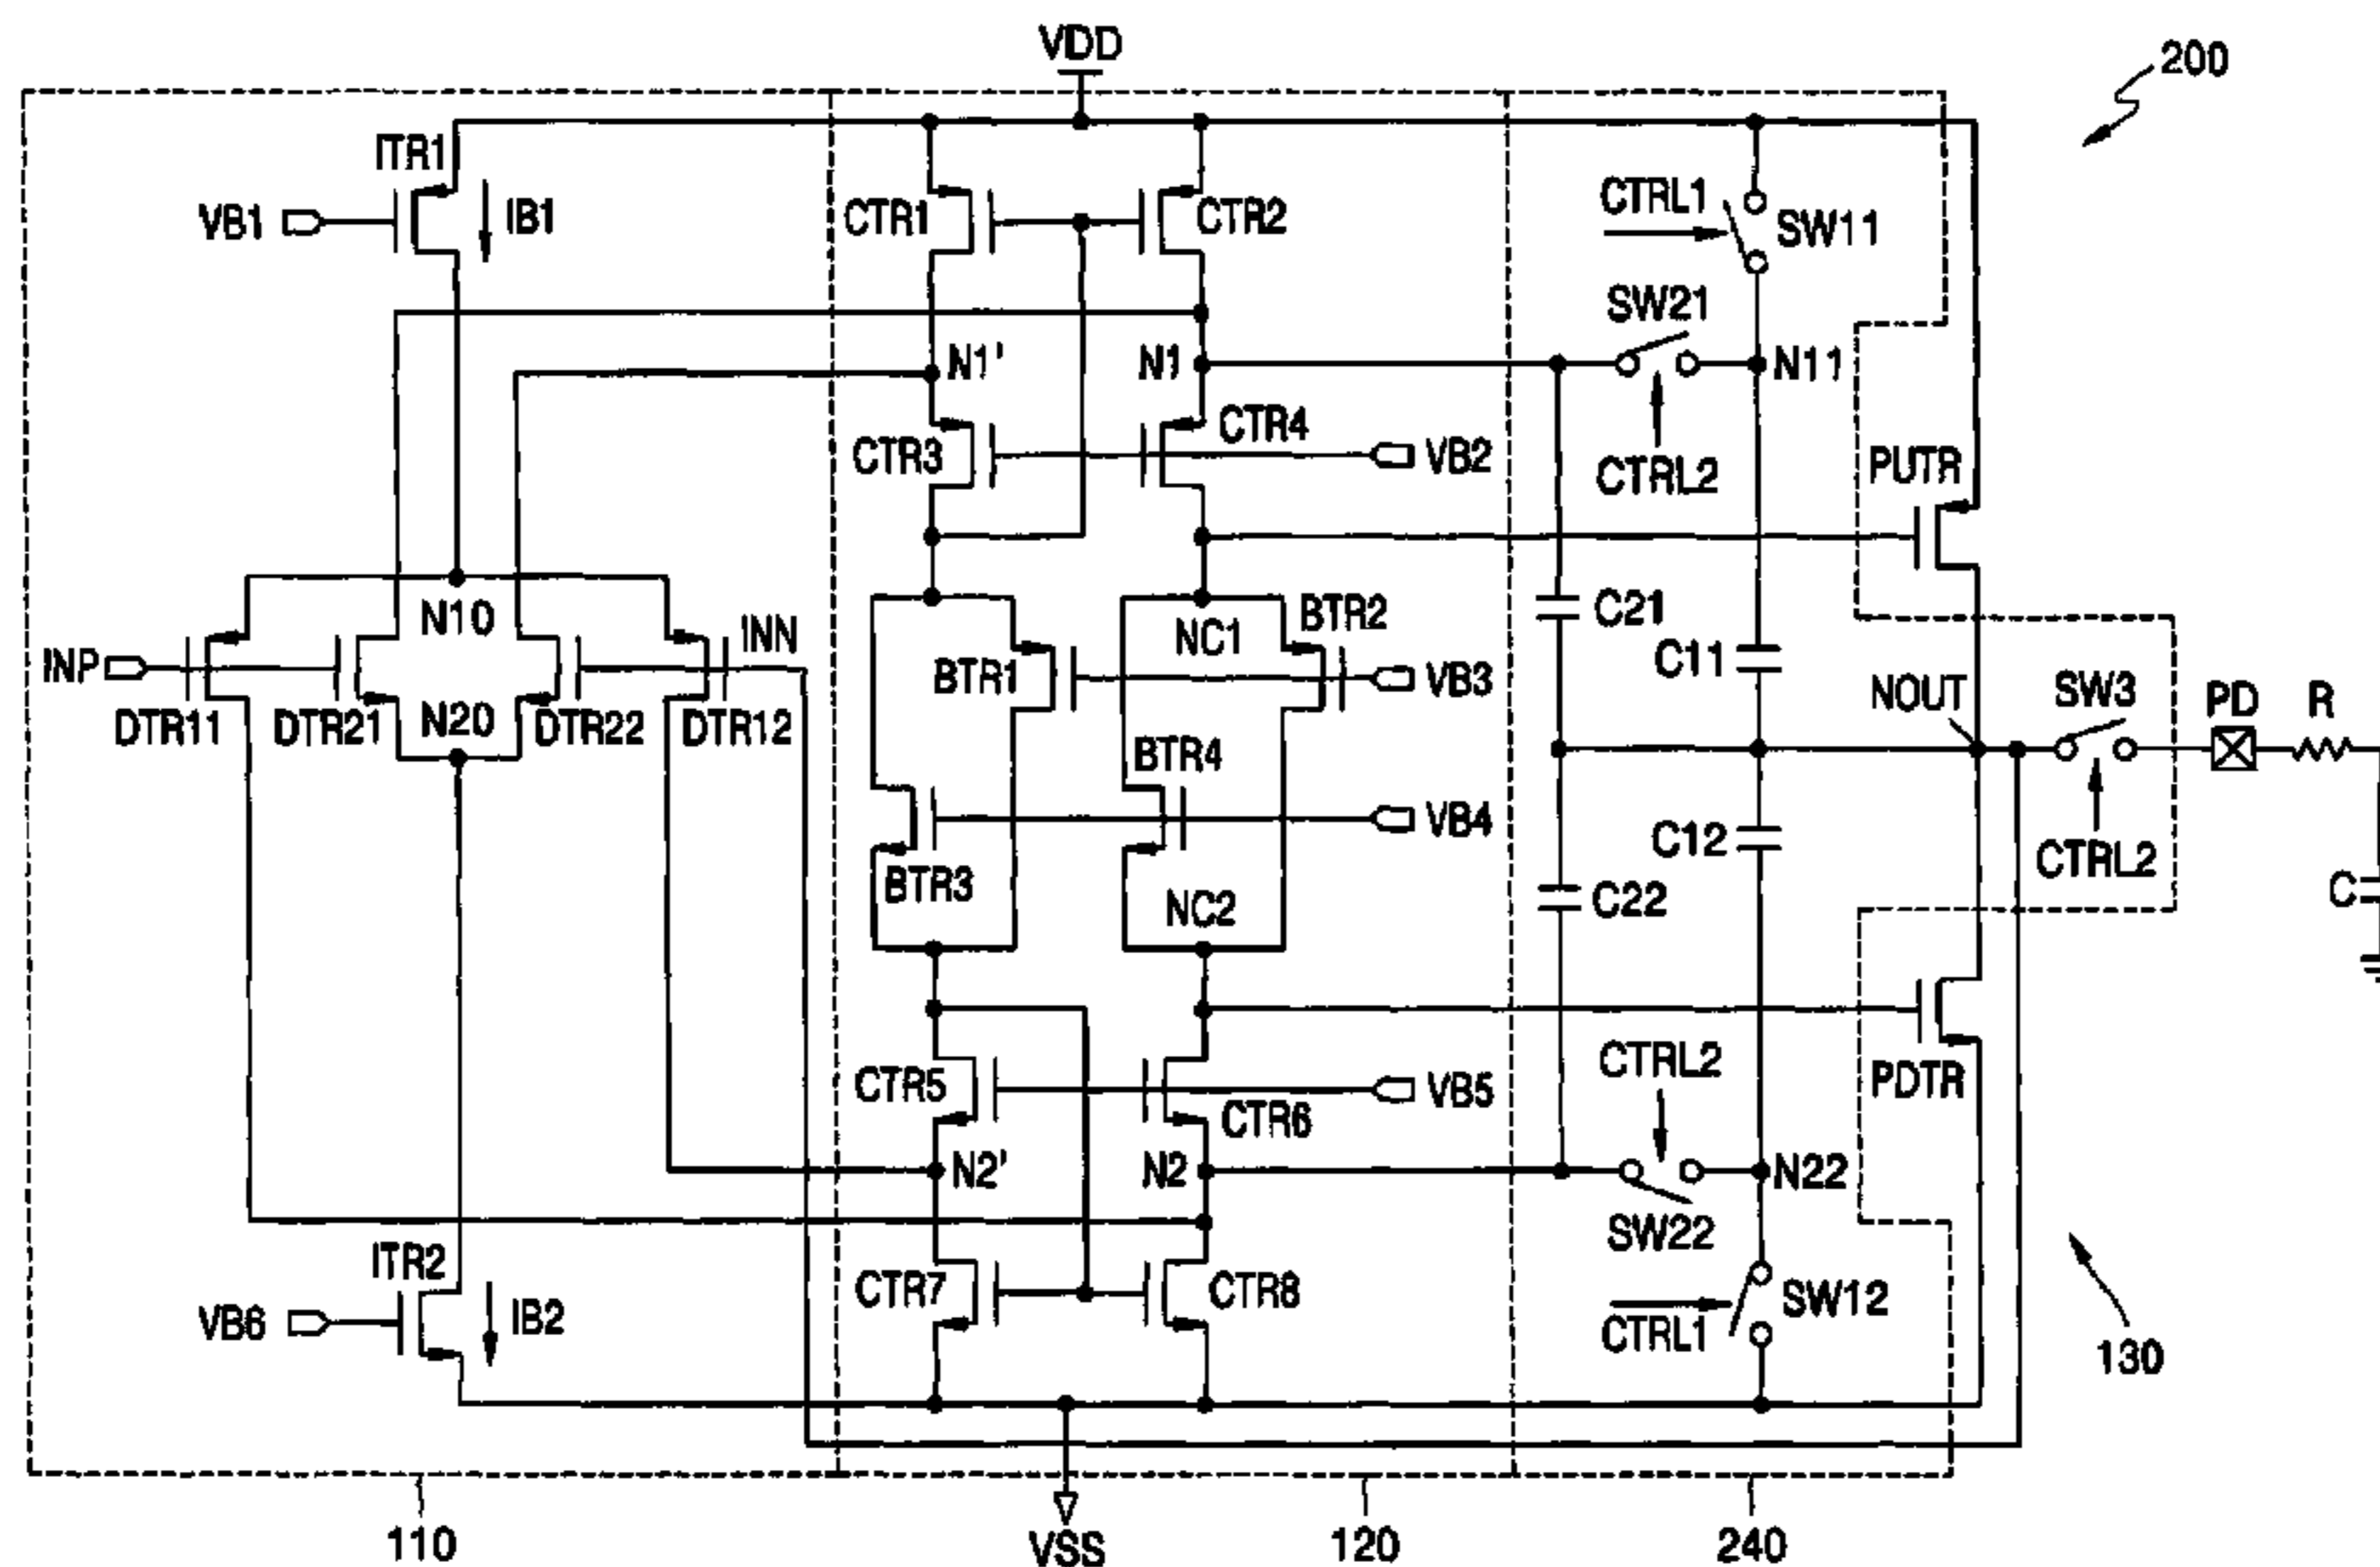 VDD
200
ITR1
VB1
IB1
CTR1
CTR2
CTRL1
SW11
SW21
N1'
N1
N11
CTR3
CTR4
VB2
CTRL2
PUTR
N10
INN
C21
NC1
BTR2
INP
BTR1
VB3
C11
NOUT
SW3
PD
R
DTR11
DTR21
N20
DTR22
DTR12
BTR4
VB4
C12
CTRL2
BTR3
C22
C
NC2
CTRL2
PDTR
CTR5
VB5
CTR6
N2'
N2
N22
SW22
ITR2
CTR7
CTR8
SW12
VB6
IB2
CTRL1
130
110
VSS
120
240